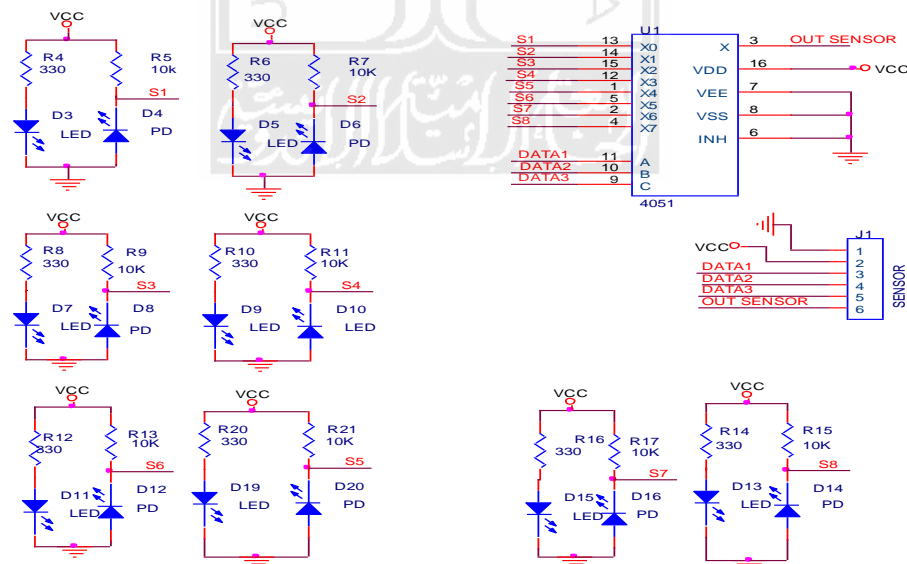 VCC
R4
330
R5
10k
S1
D3
LED
D4
PD
VCC
R6
330
R7
10K
S2
D5
LED
D6
PD
U1
S1 13 X0
S2 14 X1
S3 15 X2
S4 12 X3
S5 1 X4
S6 5 X5
S7 2 X6
S8 4 X7
DATA1 11 A
DATA2 10 B
DATA3 9 C
X 3 OUT SENSOR
VDD 16 VCC
VEE 7
VSS 8
INH 6
4051
VCC
R8
330
R9
10K
S3
D7
LED
D8
PD
VCC
R10
330
R11
10K
S4
D9
LED
D10
LED
J1
1
VCC 2
DATA1 3
DATA2 4
DATA3 5
OUT SENSOR 6
SENSOR
VCC
R12
330
R13
10K
S6
D11
LED
D12
PD
VCC
R20
330
R21
10K
S5
D19
LED
D20
PD
VCC
R16
330
R17
10K
S7
D15
LED
D16
PD
VCC
R14
330
R15
10K
S8
D13
LED
D14
PD